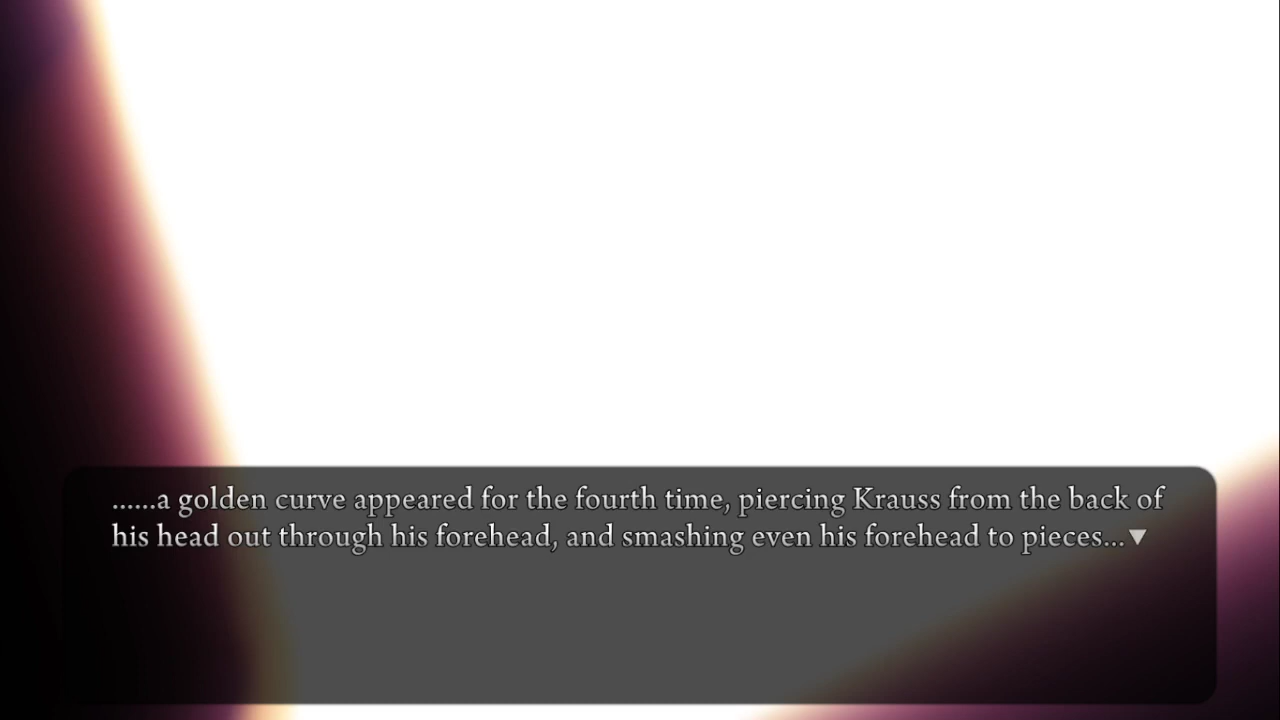 ......a golden curve appeared for the fourth time, piercing Krauss from the back of
his head out through his forehead, and smashing even his forehead to pieces...▼